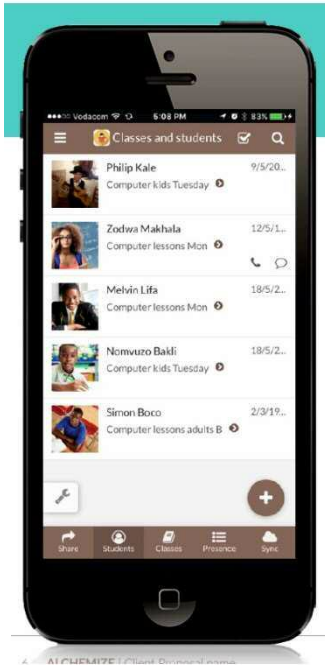 Vodacom 5:08 PM 83%
Classes and students
Philip Kale 9/5/20...
Computer kids Tuesday
Zodwa Makhala 12/5/1...
Computer lessons Mon
Melvin Lifa 18/5/2...
Computer lessons Mon
Nomvuzo Bakli 18/5/2...
Computer kids Tuesday
Simon Boco 2/3/19...
Computer lessons adults B
Share Students Classes Presence Sync
6 ALCHEMIZE | Client Proposal name